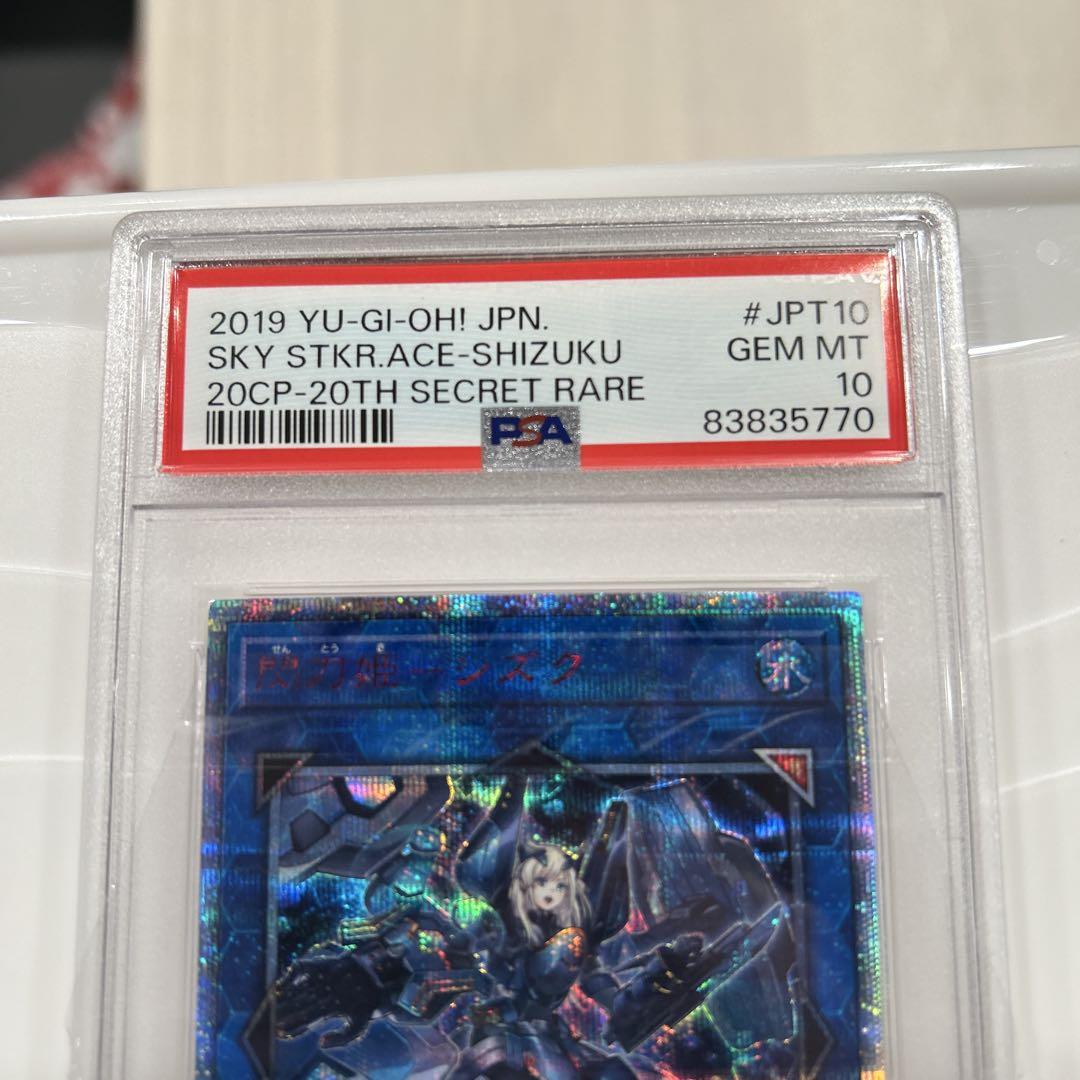 2019 YU-GI-OH! JPN. #JPT10
SKY STKR.ACE-SHIZUKU GEM MT
20CP-20TH SECRET RARE 10
PSA 83835770
せん とう き
閃刀姫-シズク
水